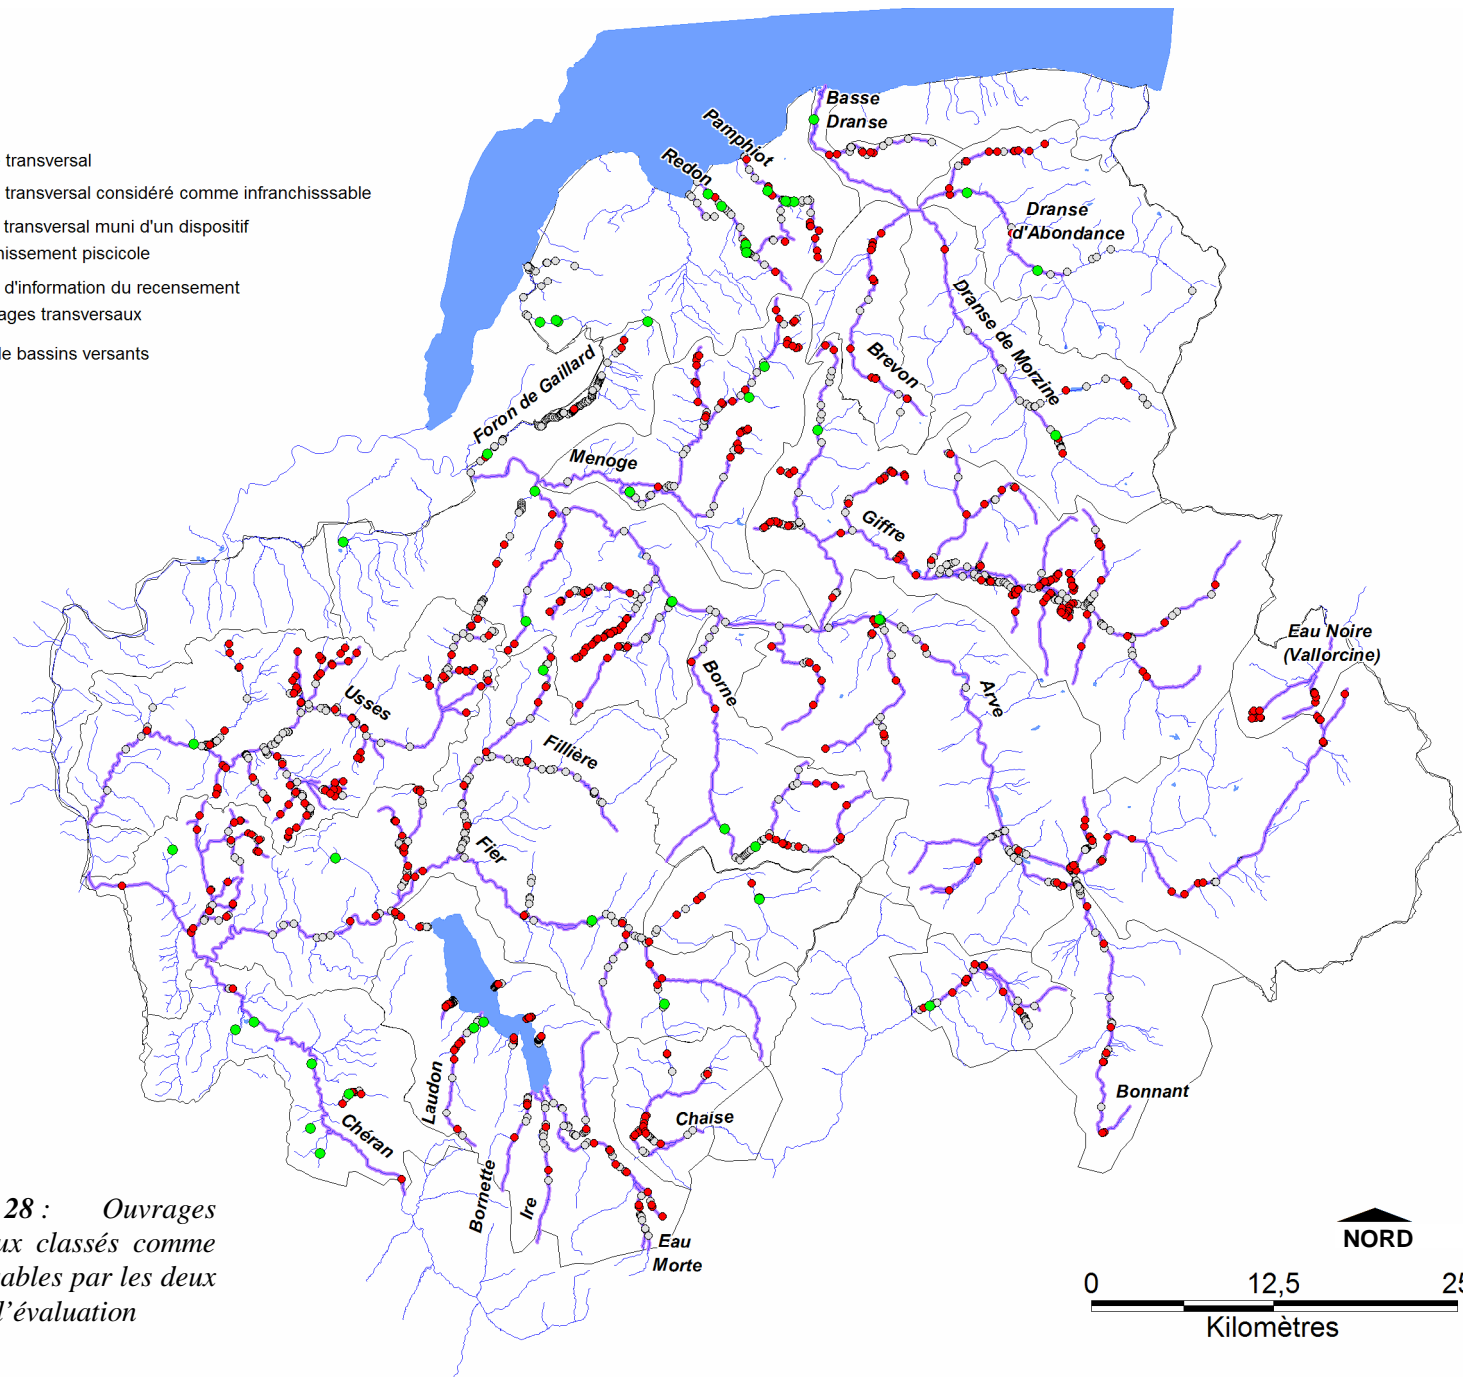 transversal
transversal considéré comme infranchisssable
transversal muni d'un dispositif
nissement piscicole
d'information du recensement
ages transversaux
de bassins versants
Basse
Dranse
Pamphiot
Redon
Dranse
d'Abondance
Dranse de Morzine
Brevon
Foron de Gaillard
Menoge
Giffre
Eau Noire
(Vallorcine)
Usses
Borne
Arve
Fillière
Fier
Laudon
Chaise
Bonnant
Chéran
Bornette
Ire
Eau
Morte
28 : Ouvrages
ux classés comme
ables par les deux
l'évaluation
NORD
0 12,5 25
Kilomètres